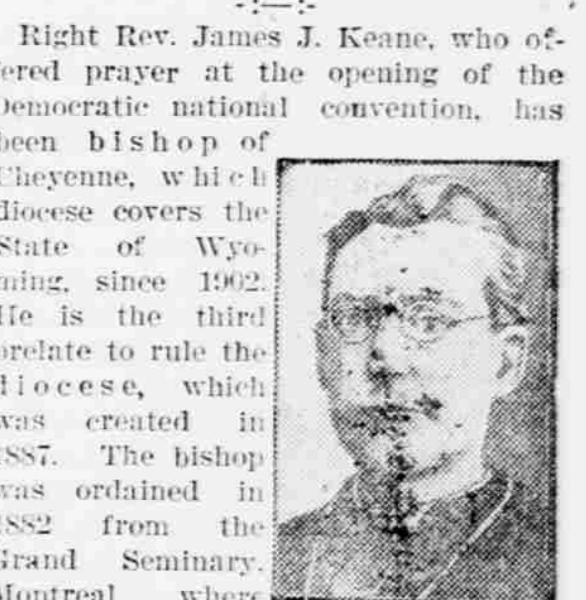 Right Rev. James J. Keane, who of-
fered prayer at the opening of the
Democratic national convention, has
been bishop of
Cheyenne, which
diocese covers the
State of Wyo-
ming, since 1902.
He is the third
prelate to rule the
diocese, which
was created in
1887. The bishop
was ordained in
1882 from the
Grand Seminary,
Montreal where